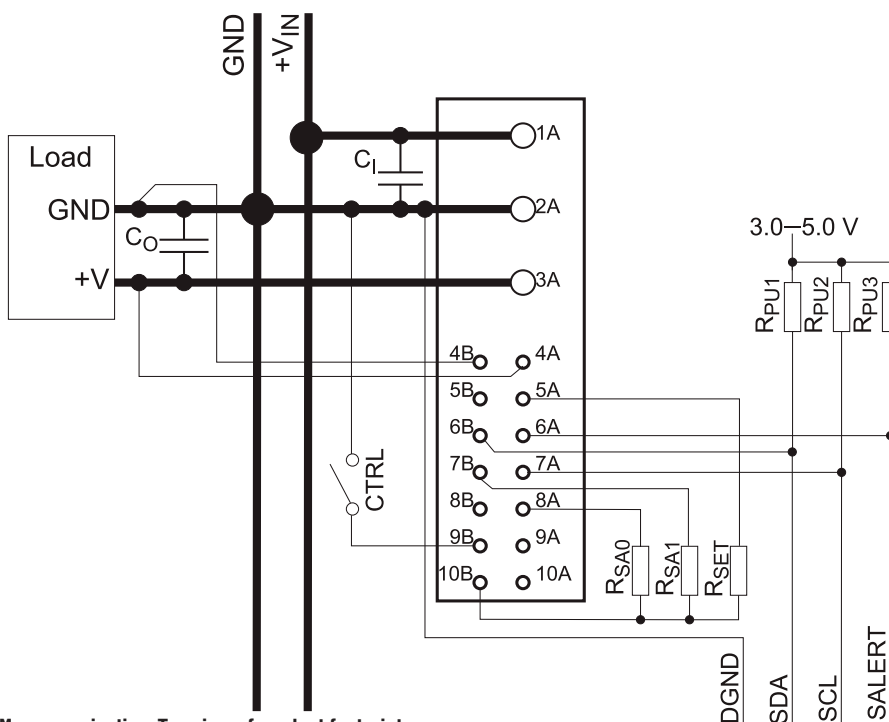 GND
+VIN
Load
GND
+V
CO
CI
1A
2A
3A
4B 4A
5B 5A
6B 6A
7B 7A
8B 8A
9B 9A
10B 10A
CTRL
3.0–5.0 V
RPU1
RPU2
RPU3
RSA0
RSA1
RSET
DGND
SDA
SCL
SALERT